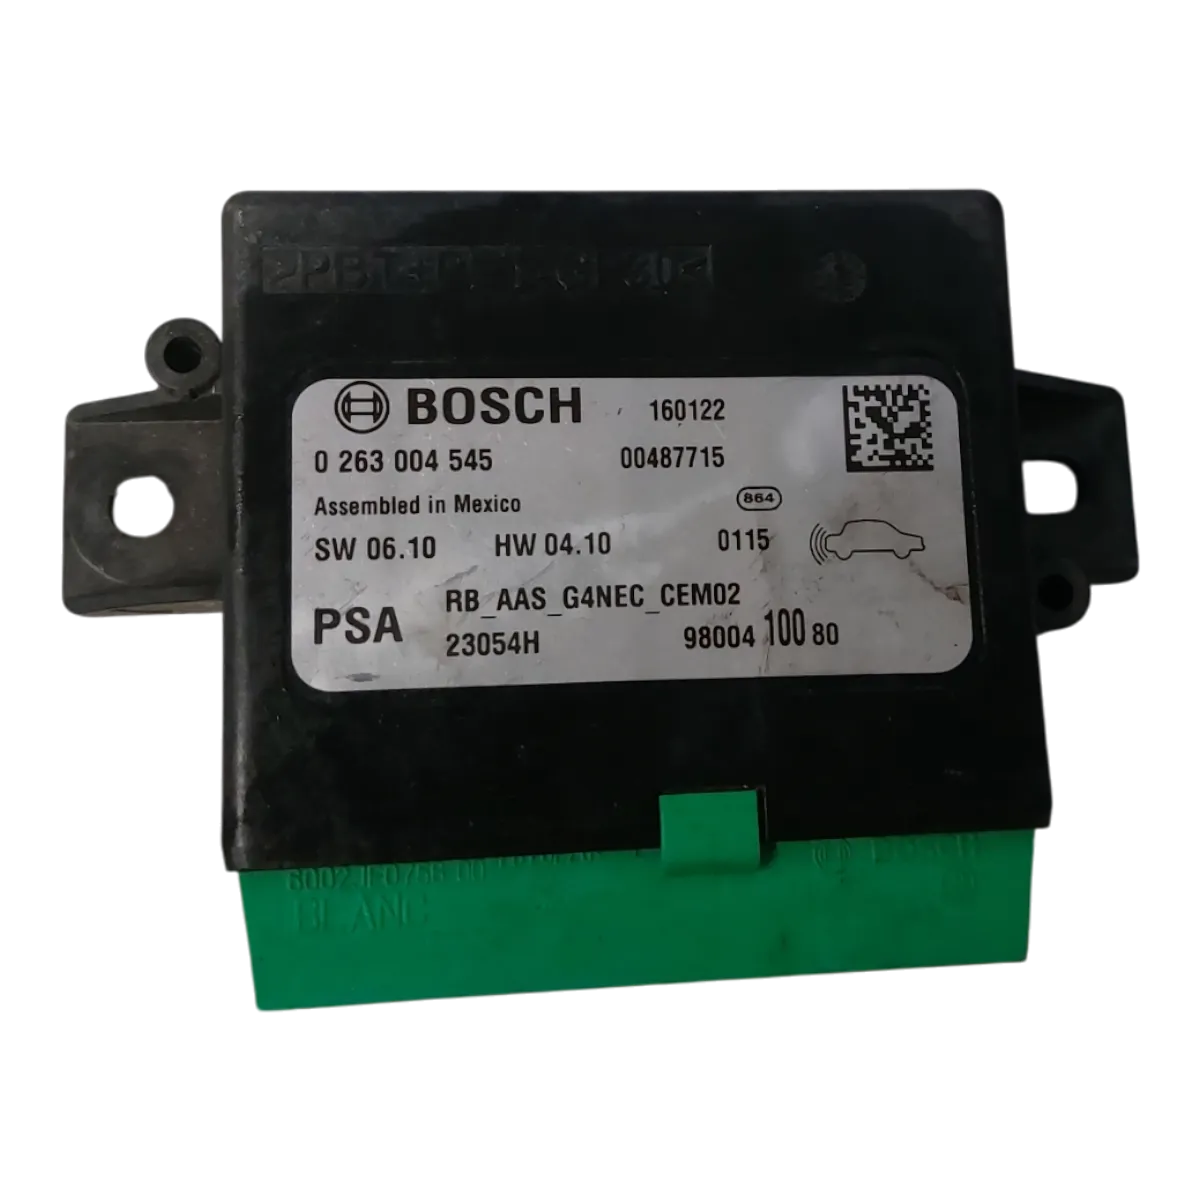 BOSCH 160122
0 263 004 545 00487715
Assembled in Mexico 864
SW 06.10 HW 04.10 0115
PSA RB_AAS_G4NEC_CEM02
23054H 98004 100 80
BOSCH
BLANC